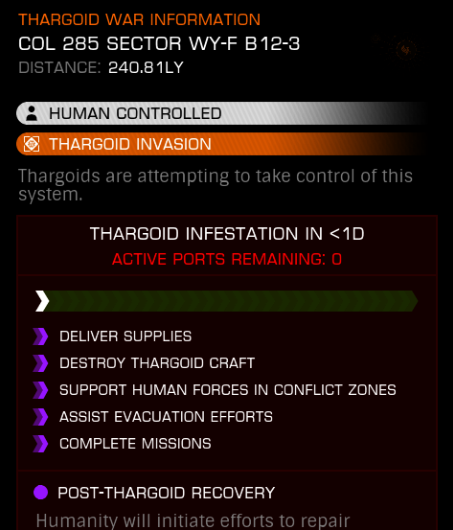 THARGOID WAR INFORMATION
COL 285 SECTOR WY-F B12-3
DISTANCE: 240.81LY
HUMAN CONTROLLED
THARGOID INVASION
Thargoids are attempting to take control of this
system.
THARGOID INFESTATION IN <1D
ACTIVE PORTS REMAINING: 0
DELIVER SUPPLIES
DESTROY THARGOID CRAFT
SUPPORT HUMAN FORCES IN CONFLICT ZONES
ASSIST EVACUATION EFFORTS
COMPLETE MISSIONS
POST-THARGOID RECOVERY
Humanity will initiate efforts to repair